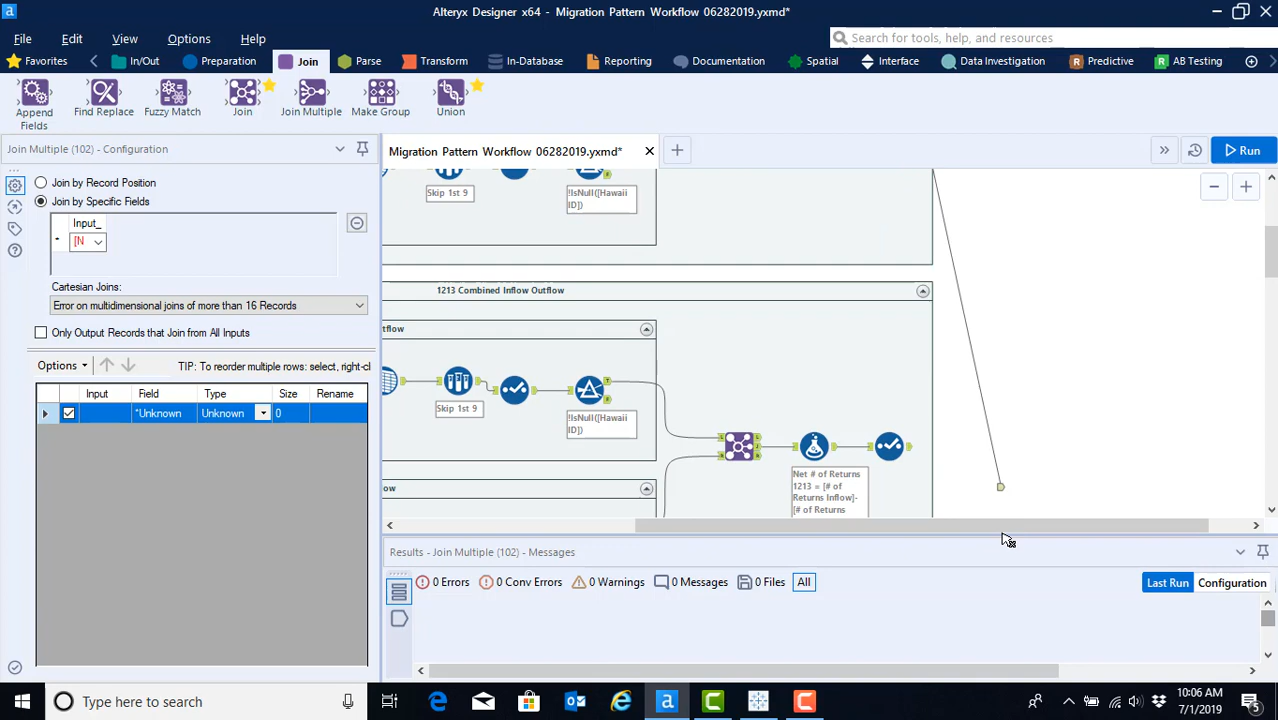 Alteryx Designer x64 - Migration Pattern Workflow 06282019.yxmd*
File Edit View Options Help
Search for tools, help, and resources
Favorites In/Out Preparation Join Parse Transform In-Database Reporting Documentation Spatial Interface Data Investigation Predictive AB Testing
Append Fields
Find Replace
Fuzzy Match
Join
Join Multiple
Make Group
Union
Join Multiple (102) - Configuration
Migration Pattern Workflow 06282019.yxmd*
Run
Join by Record Position
Join by Specific Fields
Input_
[N
Cartesian Joins:
Error on multidimensional joins of more than 16 Records
Only Output Records that Join from All Inputs
Options
TIP: To reorder multiple rows: select, right-cl
Input Field Type Size Rename
*Unknown Unknown 0
Skip 1st 9
!IsNull([Hawaii
ID])
1213 Combined Inflow Outflow
tflow
Skip 1st 9
!IsNull([Hawaii
ID])
ow
Net # of Returns
1213 = [# of
Returns Inflow]-
[# of Returns
Results - Join Multiple (102) - Messages
0 Errors 0 Conv Errors 0 Warnings 0 Messages 0 Files All
Last Run Configuration
Type here to search
10:06 AM
7/1/2019
5